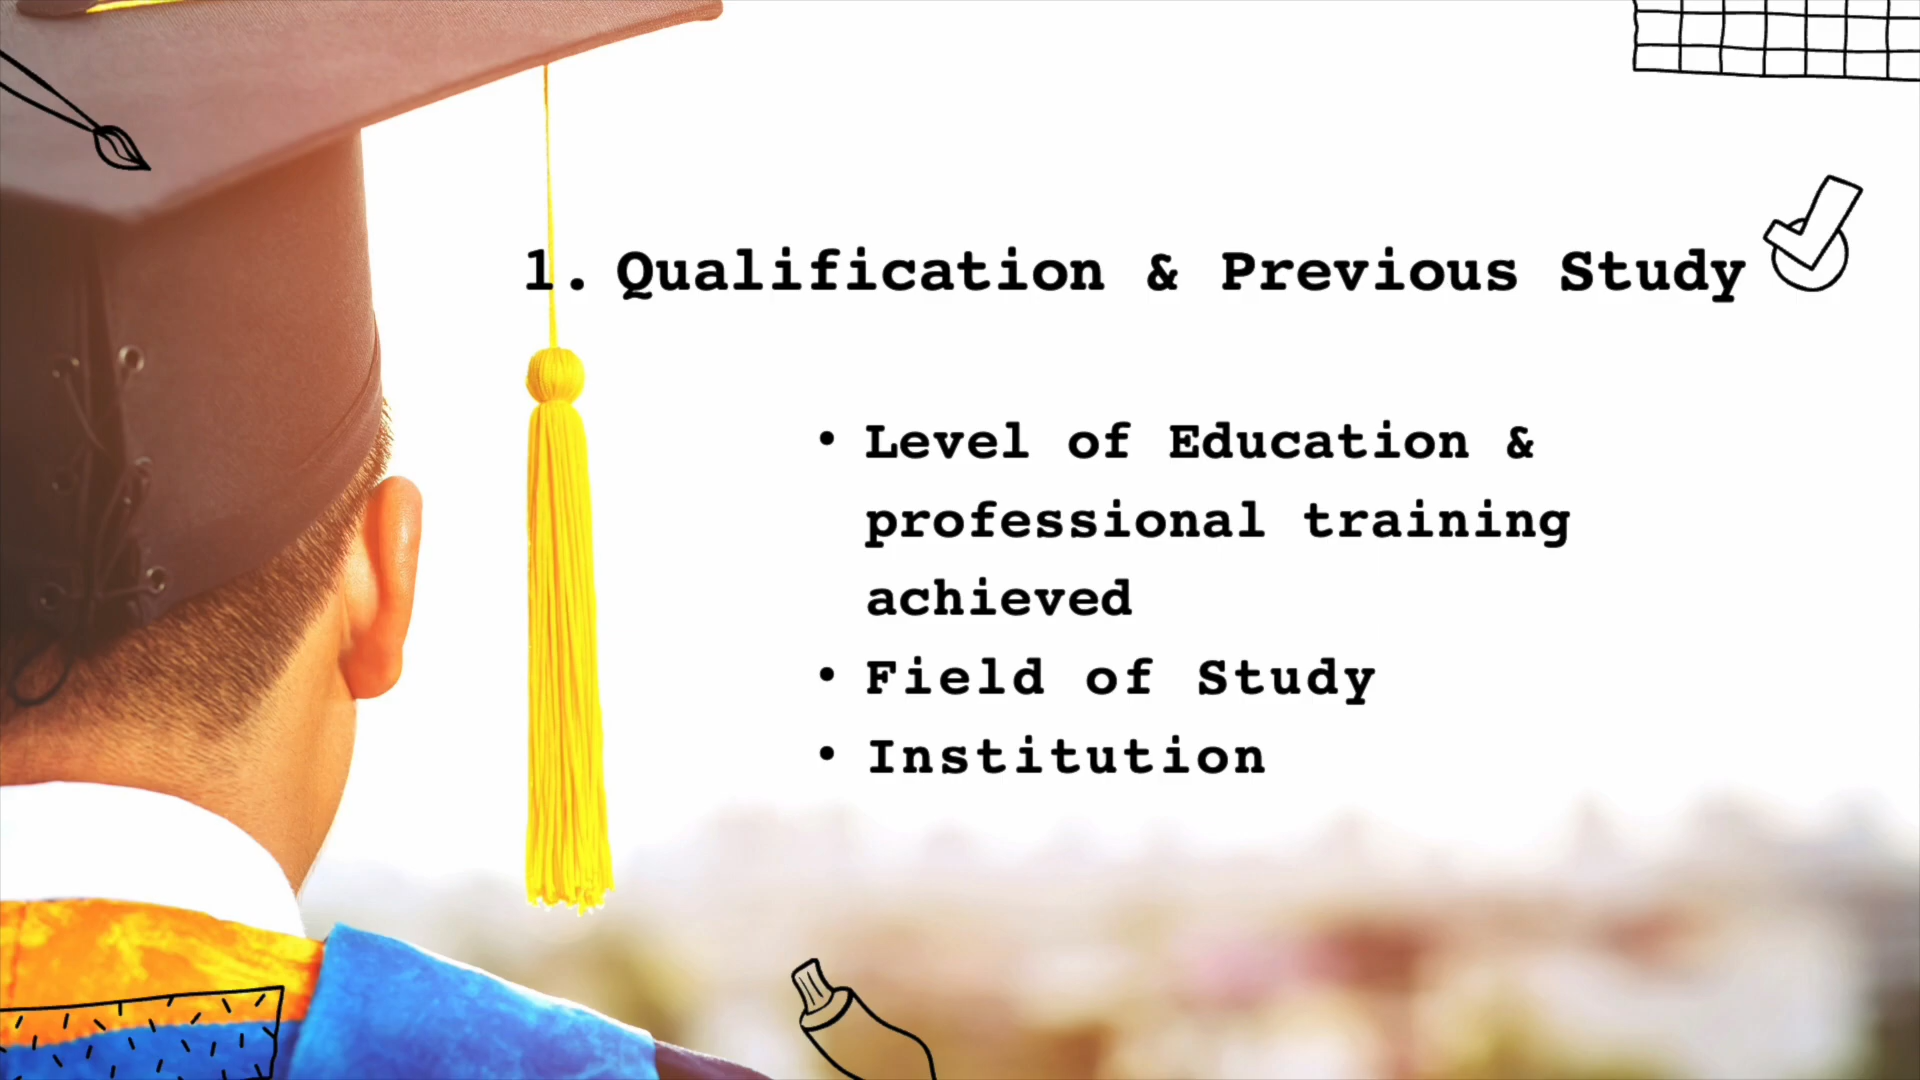 1. Qualification & Previous Study
• Level of Education &
professional training
achieved
• Field of Study
• Institution